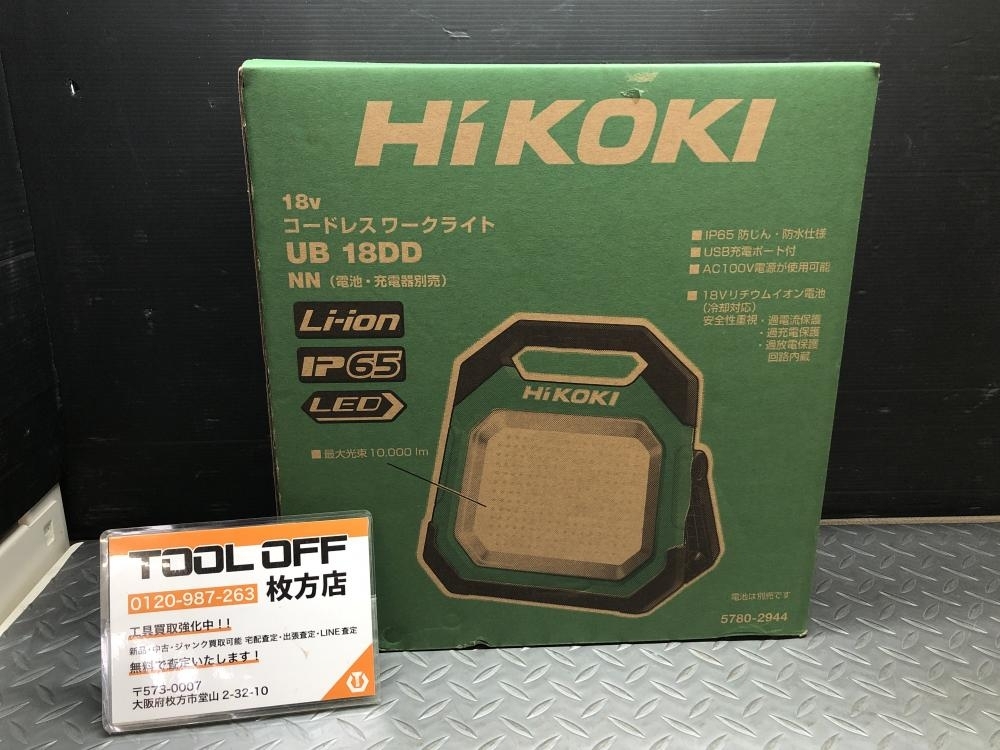 HiKOKI
18v
コードレス ワークライト
UB 18DD
NN (電池・充電器別売)
Li-ion
IP65
LED
■最大光束 10,000 lm
■IP65 防じん・防水仕様
■USB充電ポート付
■AC100V電源が使用可能
■18Vリチウムイオン電池
(冷却対応)
安全性重視・過電流保護
・過充電保護
・過放電保護
回路内蔵
HiKOKI
電池は別売です
5780-2944
TOOL OFF
0120-987-263 枚方店
工具買取強化中!!
新品・中古・ジャンク買取可能 宅配査定・出張査定・LINE査定
無料で査定いたします!
〒573-0007
大阪府枚方市堂山 2-32-10